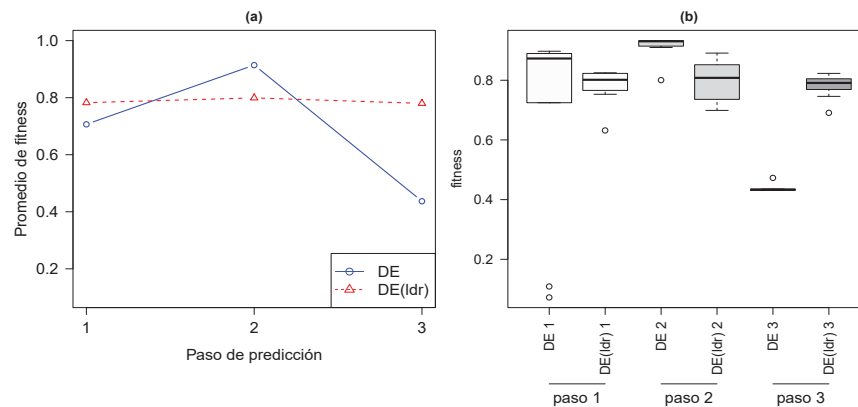 (a)
Promedio de fitness
1.0
0.8
0.6
0.4
0.2
1
2
3
Paso de predicción
DE
DE(ldr)
(b)
fitness
0.8
0.6
0.4
0.2
DE 1
DE(ldr) 1
DE 2
DE(ldr) 2
DE 3
DE(ldr) 3
paso 1
paso 2
paso 3